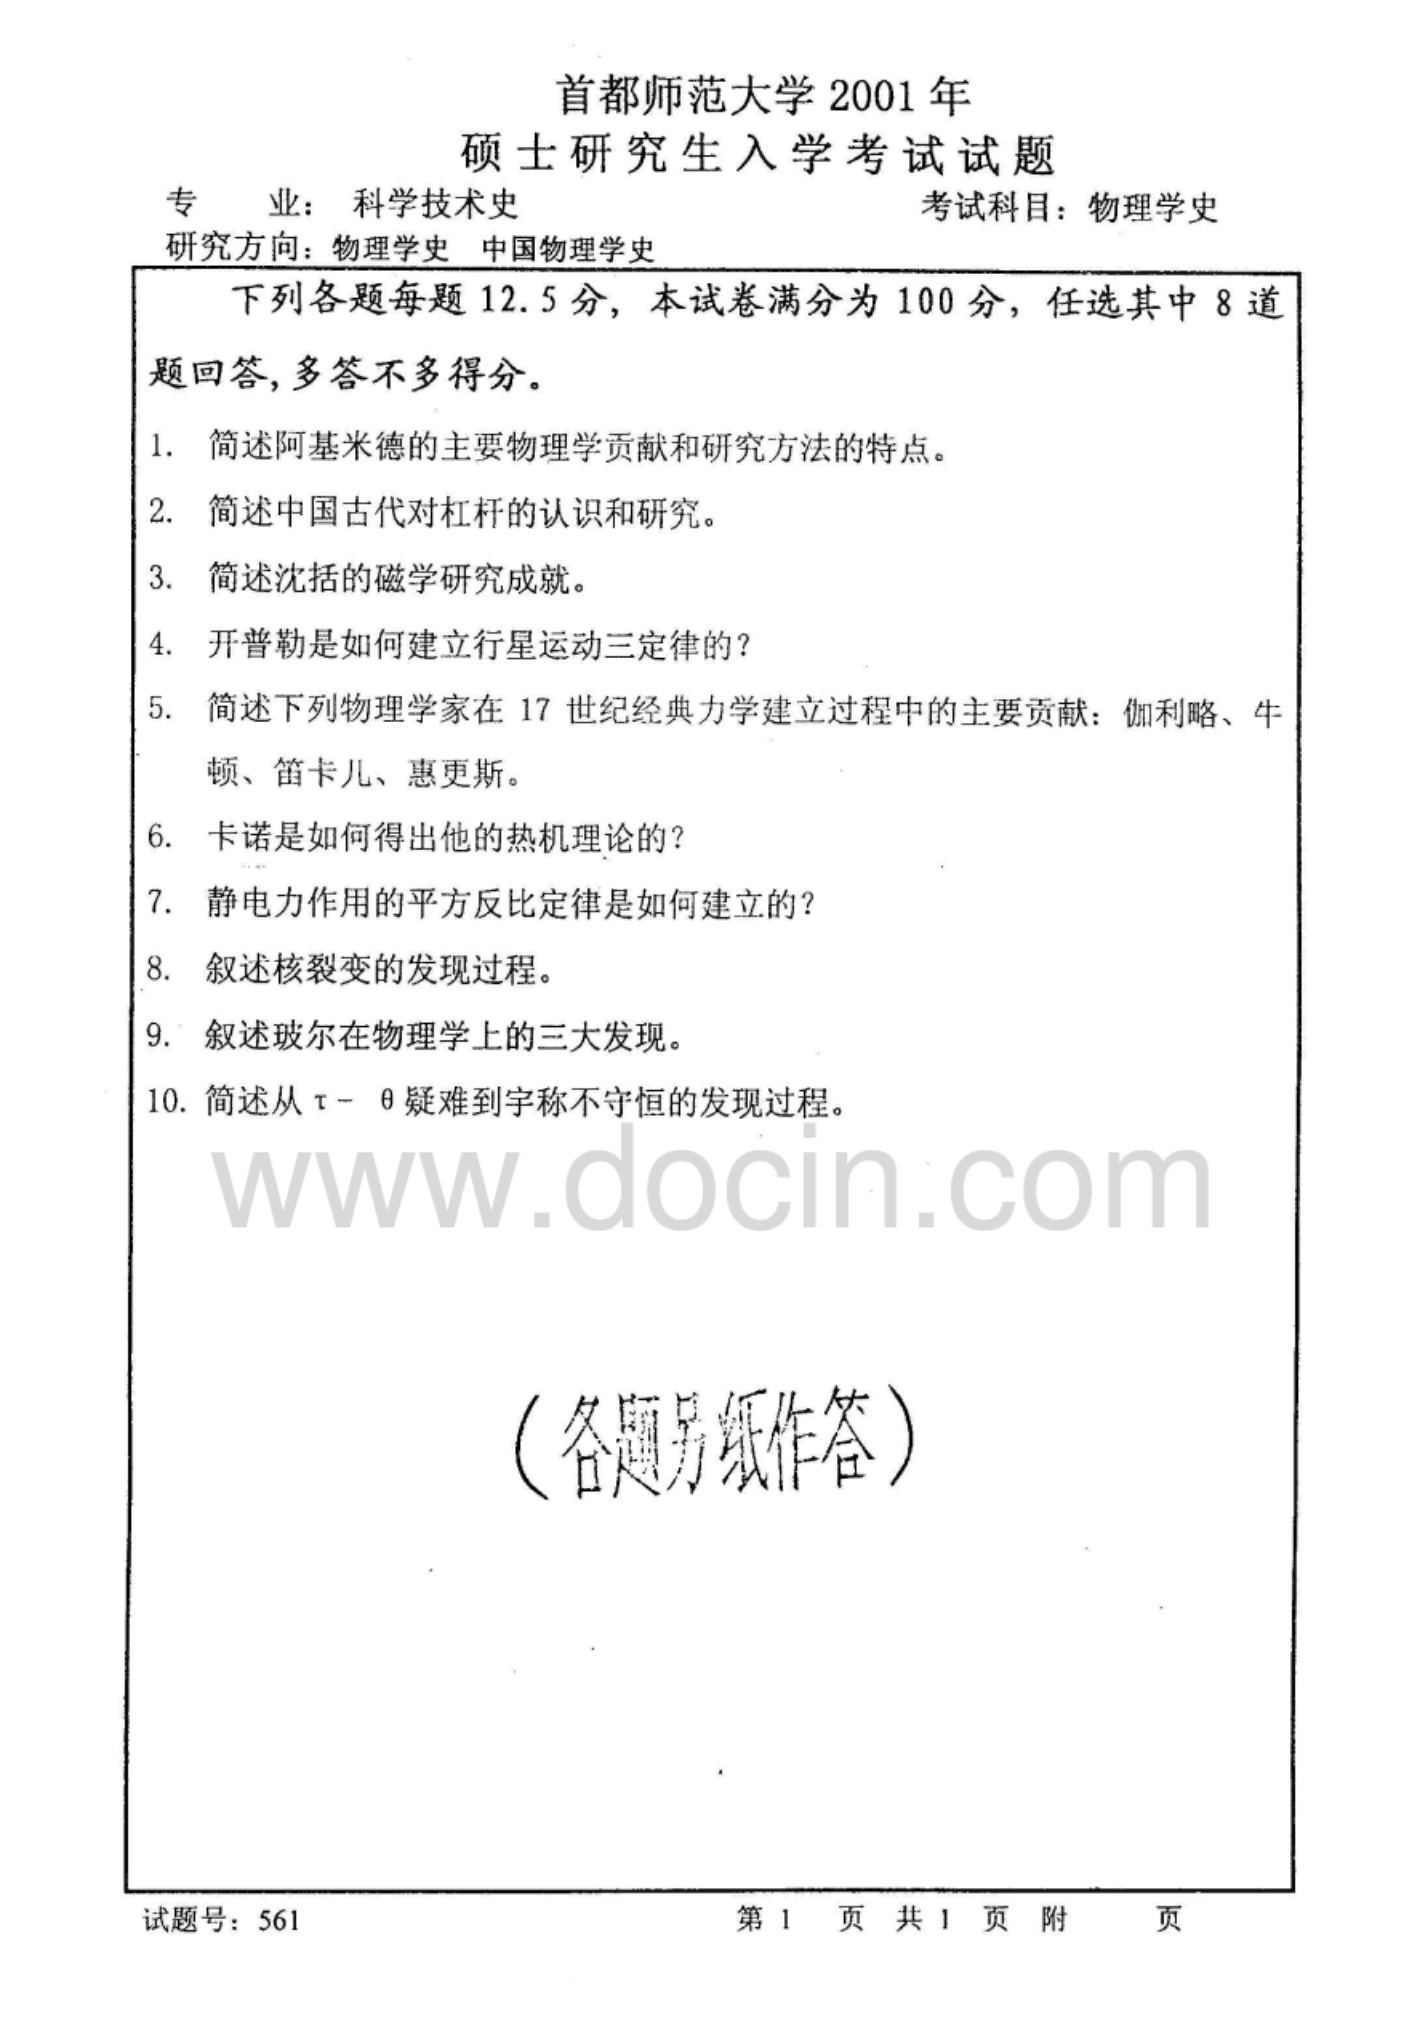 首都师范大学 2001 年
硕士研究生入学考试试题
专 业： 科学技术史 考试科目：物理学史
研究方向：物理学史 中国物理学史
下列各题每题 12.5 分，本试卷满分为 100 分，任选其中 8 道
题回答，多答不多得分。
1. 简述阿基米德的主要物理学贡献和研究方法的特点。
2. 简述中国古代对杠杆的认识和研究。
3. 简述沈括的磁学研究成就。
4. 开普勒是如何建立行星运动三定律的？
5. 简述下列物理学家在 17 世纪经典力学建立过程中的主要贡献：伽利略、牛
顿、笛卡儿、惠更斯。
6. 卡诺是如何得出他的热机理论的？
7. 静电力作用的平方反比定律是如何建立的？
8. 叙述核裂变的发现过程。
9. 叙述玻尔在物理学上的三大发现。
10. 简述从 τ- θ疑难到宇称不守恒的发现过程。
www.docin.com
（各题另纸作答）
试题号：561 第 1 页 共 1 页 附 页